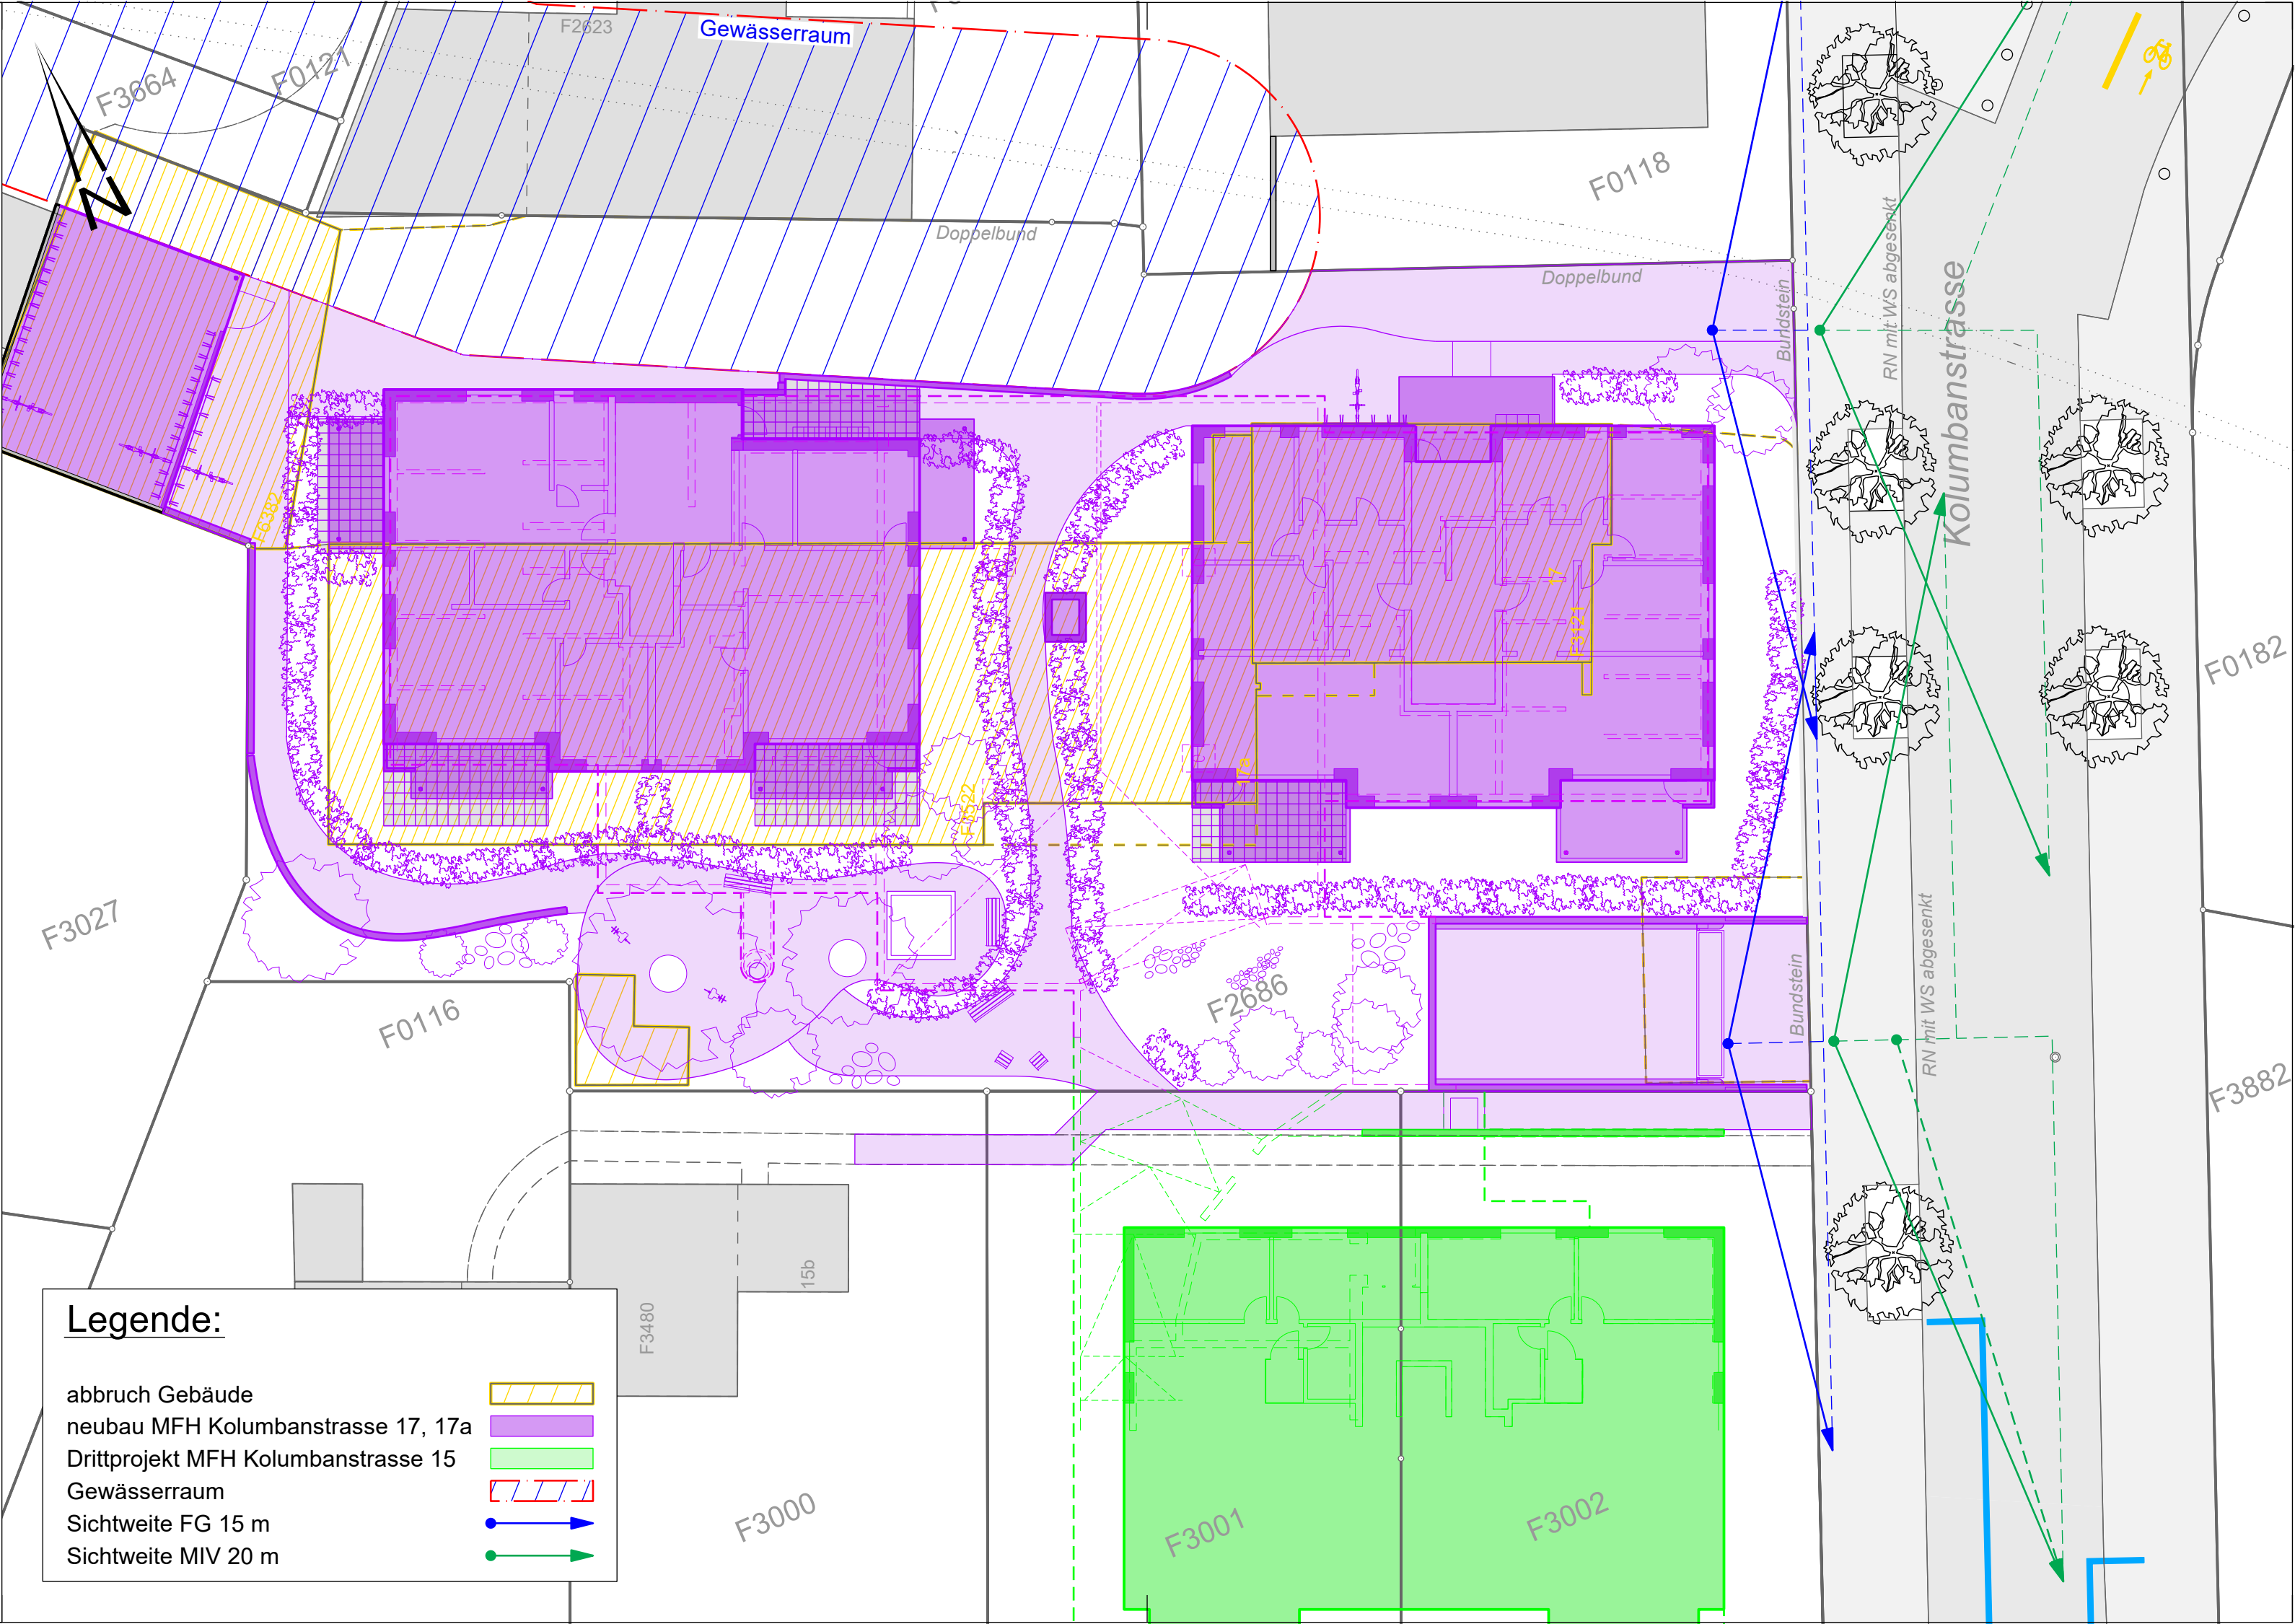 F2623
Gewässerraum
F3664
F0121
F0118
N
Doppelbund
Doppelbund
Bundstein
RN mit WS abgesenkt
Kolumbanstrasse
F6382
17
F3121
F0182
17a
F3027
F0116
F2686
Bundstein
RN mit WS abgesenkt
F3882
15b
F3480
F3000
F3001
F3002
Legende:
abbruch Gebäude
neubau MFH Kolumbanstrasse 17, 17a
Drittprojekt MFH Kolumbanstrasse 15
Gewässerraum
Sichtweite FG 15 m
Sichtweite MIV 20 m